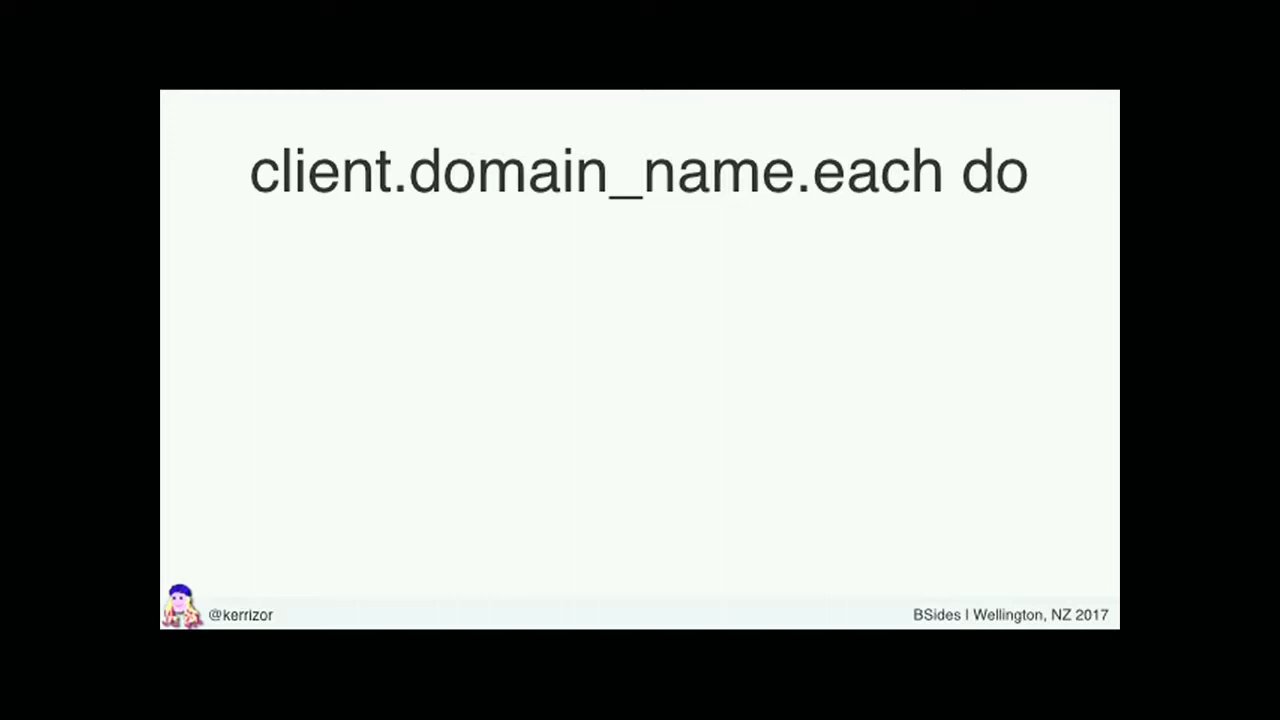 client.domain_name.each do
@kerrizor
BSides | Wellington, NZ 2017